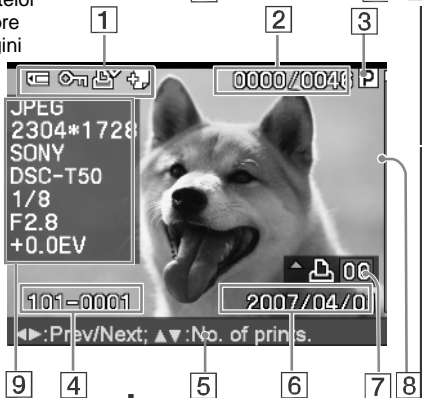 ore
gini
1
2
3
0000/0046 P
JPEG
2304*1728
SONY
DSC-T50
1/8
F2.8
+0.0EV
06
101-0001
2007/04/0
◄►:Prev/Next; ▲▼:No. of prints.
9
4
5
6
7
8